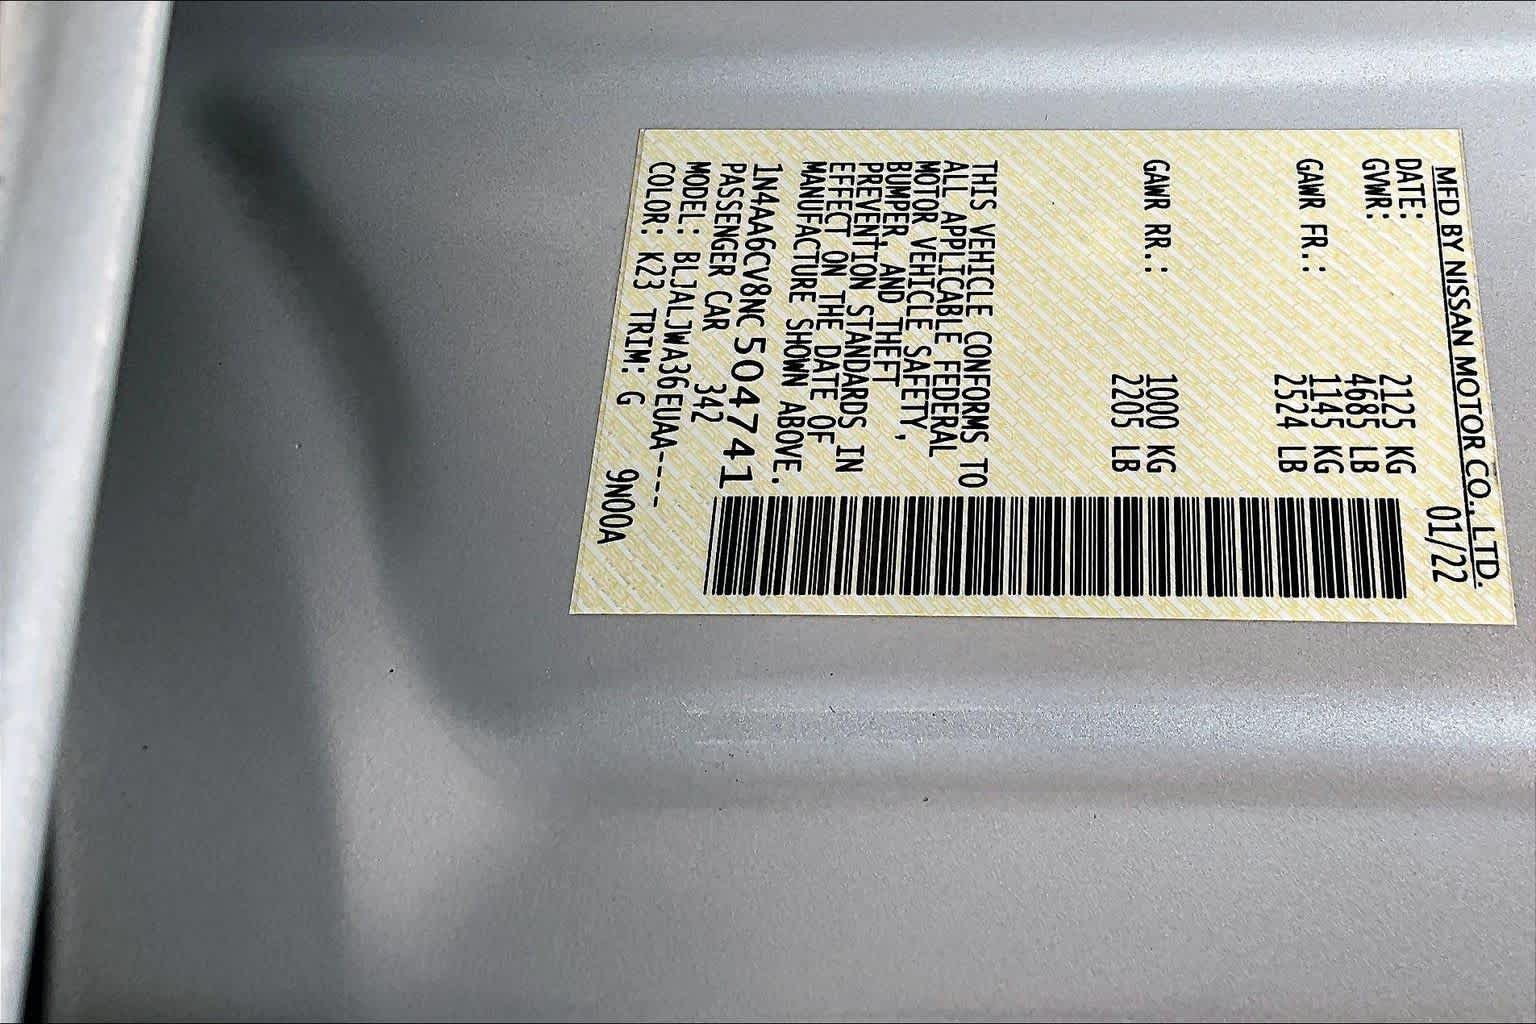 MFD BY NISSAN MOTOR CO., LTD.
DATE: 01/22
GVWR: 2125 KG
4685 LB
GAWR FR.: 1145 KG
2524 LB
GAWR RR.: 1000 KG
2205 LB
THIS VEHICLE CONFORMS TO
ALL APPLICABLE FEDERAL
MOTOR VEHICLE SAFETY,
BUMPER, AND THEFT
PREVENTION STANDARDS IN
EFFECT ON THE DATE OF
MANUFACTURE SHOWN ABOVE.
1N4AA6CV8NC504741
PASSENGER CAR 342
MODEL: BLJALJWA36EUAA----
COLOR: K23 TRIM: G 9N00A